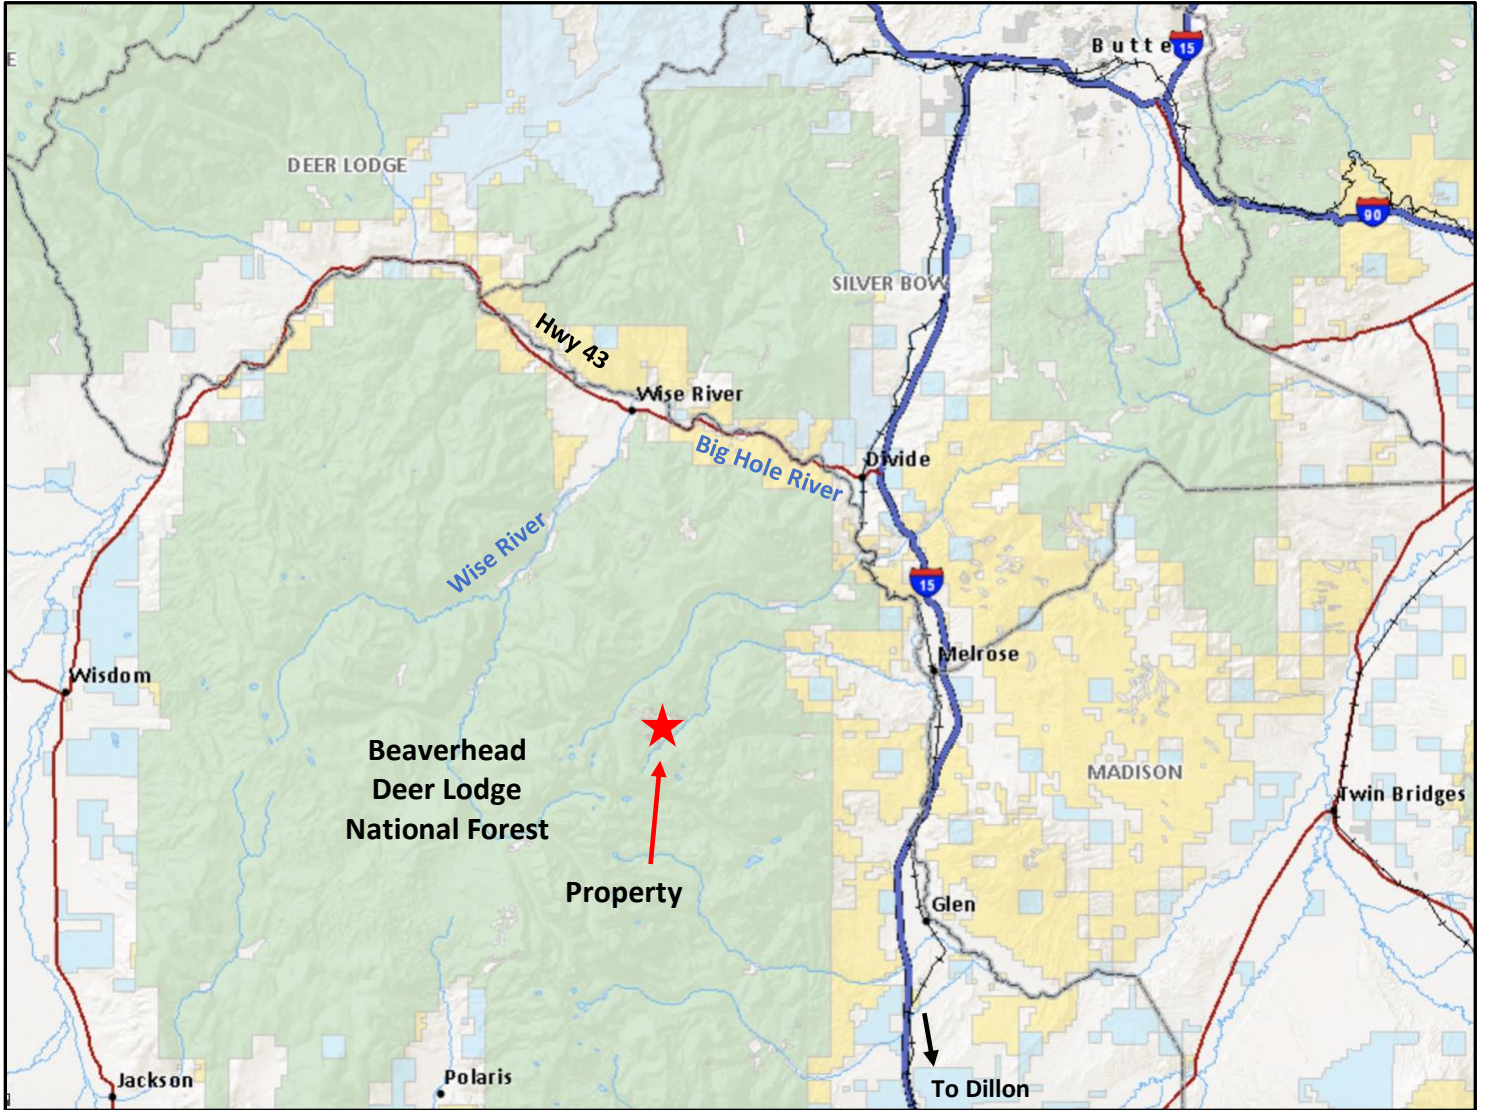 E
Butte
15
DEER LODGE
90
SILVER BOW
Hwy 43
Wise River
Big Hole River
Divide
Wise River
15
Melrose
Wisdom
Beaverhead
Deer Lodge
National Forest
MADISON
Twin Bridges
Property
Glen
Jackson
Polaris
To Dillon